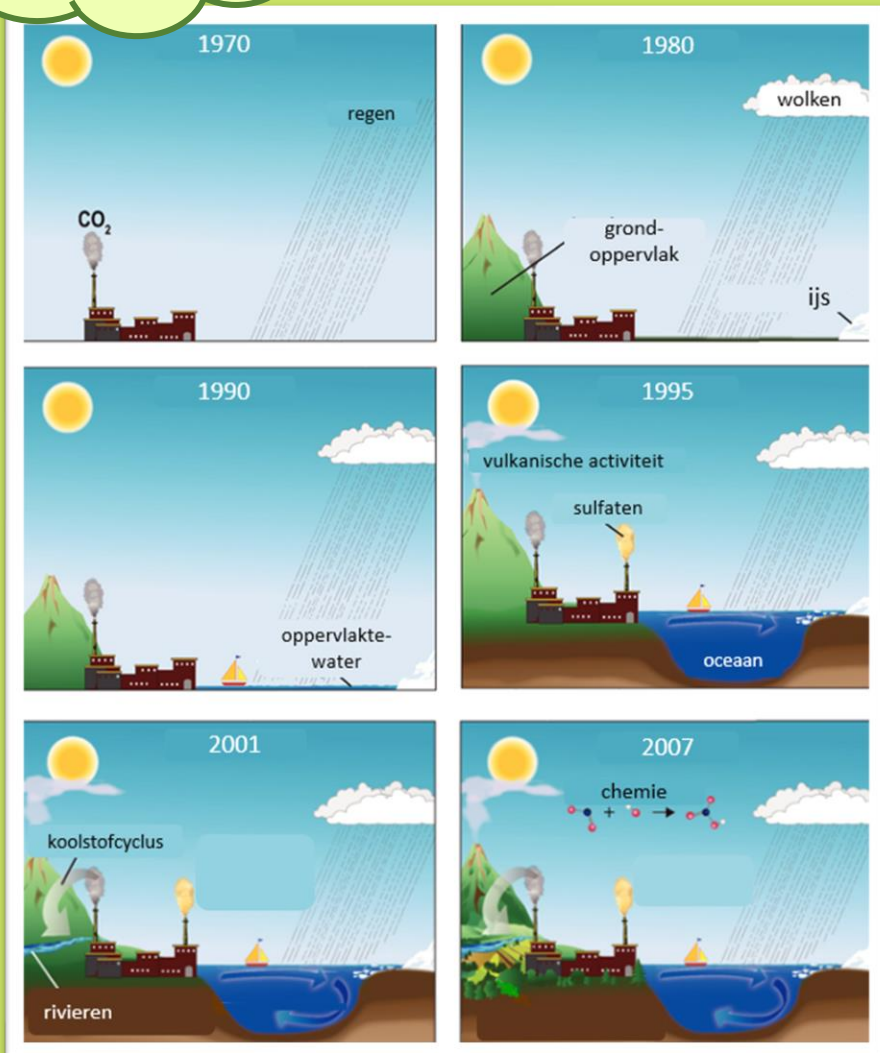 1970
regen
CO₂
1980
wolken
grond-
oppervlak
ijs
1990
oppervlakte-
water
1995
vulkanische activiteit
sulfaten
oceaan
2001
koolstofcyclus
rivieren
2007
chemie
+ →